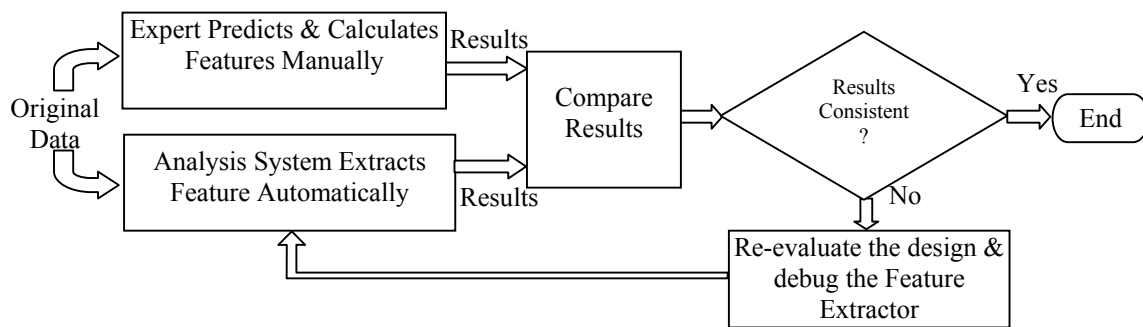 Original
Data
Expert Predicts & Calculates
Features Manually
Results
Analysis System Extracts
Feature Automatically
Results
Compare
Results
Results
Consistent
?
Yes
End
No
Re-evaluate the design &
debug the Feature
Extractor